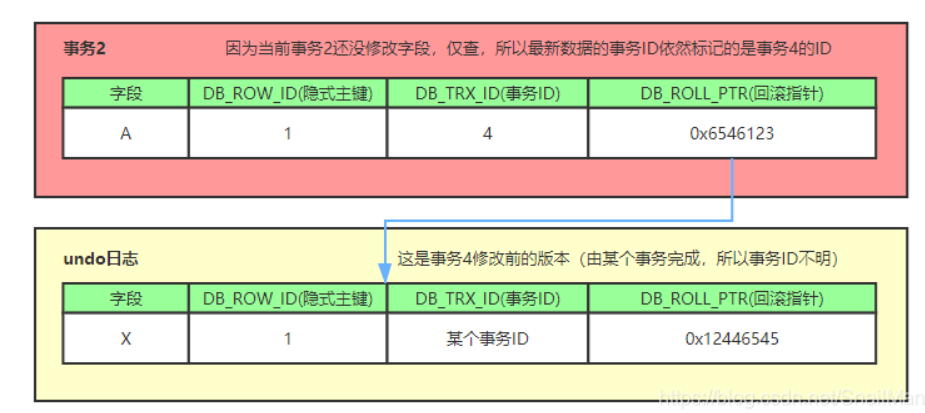 事务2 因为当前事务2还没修改字段，仅查，所以最新数据的事务ID依然标记的是事务4的ID
字段 DB_ROW_ID(隐式主键) DB_TRX_ID(事务ID) DB_ROLL_PTR(回滚指针)
A 1 4 0x6546123
undo日志 这是事务4修改前的版本（由某个事务完成，所以事务ID不明）
字段 DB_ROW_ID(隐式主键) DB_TRX_ID(事务ID) DB_ROLL_PTR(回滚指针)
X 1 某个事务ID 0x12446545
https://blog.csdn.net/SnailMan